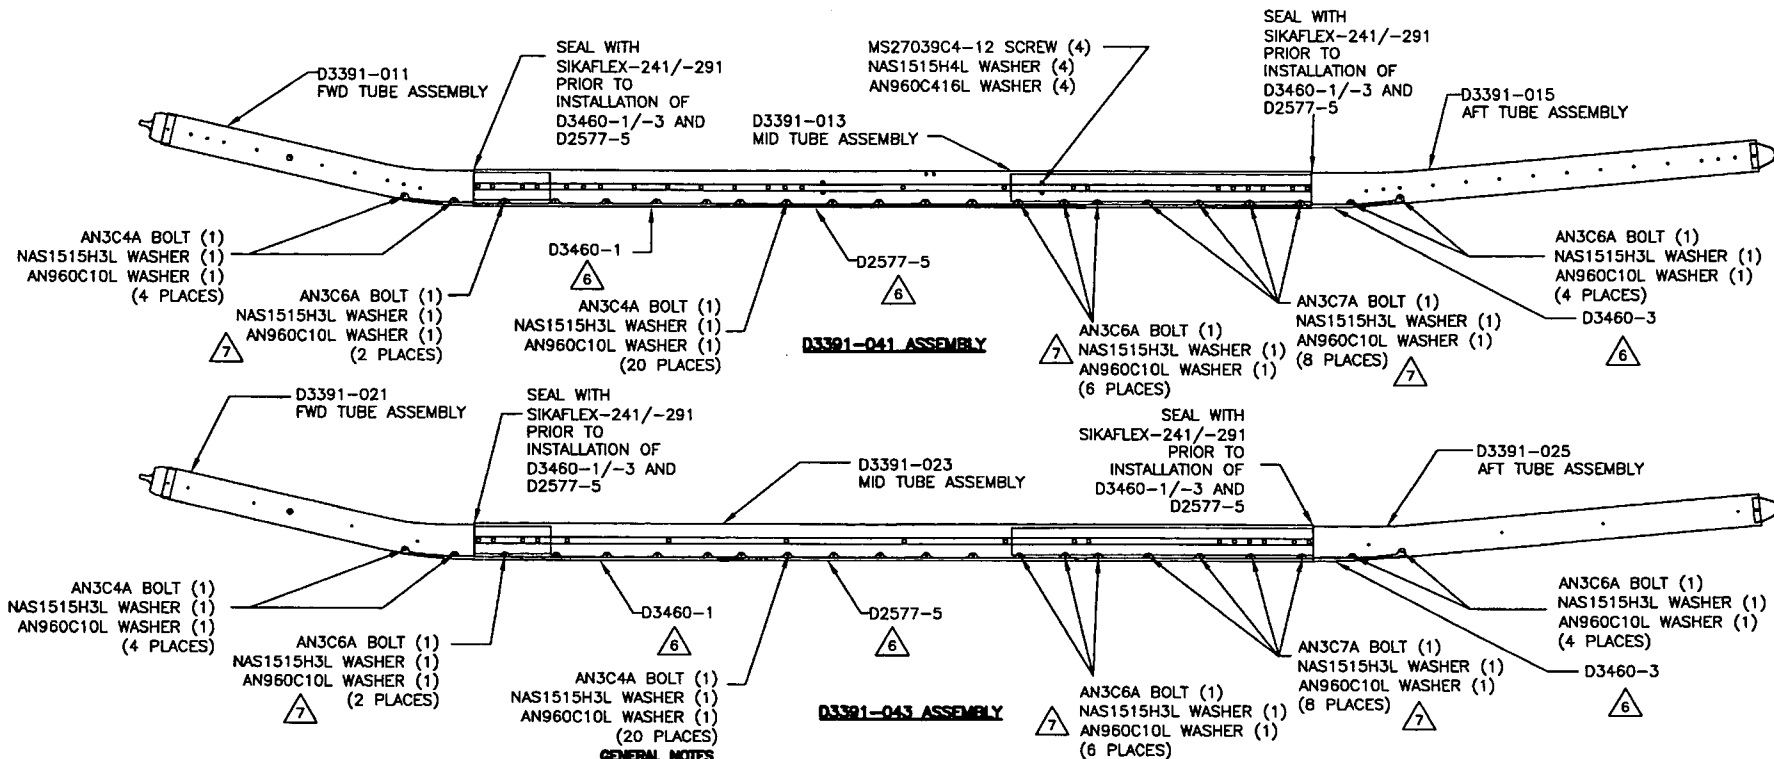 D3391-011
FWD TUBE ASSEMBLY
SEAL WITH
SIKAFLEX-241/-291
PRIOR TO
INSTALLATION OF
D3460-1/-3 AND
D2577-5
MS27039C4-12 SCREW (4)
NAS1515H4L WASHER (4)
AN960C416L WASHER (4)
D3391-013
MID TUBE ASSEMBLY
SEAL WITH
SIKAFLEX-241/-291
PRIOR TO
INSTALLATION OF
D3460-1/-3 AND
D2577-5
D3391-015
AFT TUBE ASSEMBLY
AN3C4A BOLT (1)
NAS1515H3L WASHER (1)
AN960C10L WASHER (1)
(4 PLACES)
7
AN3C6A BOLT (1)
NAS1515H3L WASHER (1)
AN960C10L WASHER (1)
(2 PLACES)
D3460-1
6
AN3C4A BOLT (1)
NAS1515H3L WASHER (1)
AN960C10L WASHER (1)
(20 PLACES)
D2577-5
6
D3391-041 ASSEMBLY
7
AN3C6A BOLT (1)
NAS1515H3L WASHER (1)
AN960C10L WASHER (1)
(6 PLACES)
AN3C7A BOLT (1)
NAS1515H3L WASHER (1)
AN960C10L WASHER (1)
(8 PLACES)
7
AN3C6A BOLT (1)
NAS1515H3L WASHER (1)
AN960C10L WASHER (1)
(4 PLACES)
D3460-3
6
D3391-021
FWD TUBE ASSEMBLY
SEAL WITH
SIKAFLEX-241/-291
PRIOR TO
INSTALLATION OF
D3460-1/-3 AND
D2577-5
D3391-023
MID TUBE ASSEMBLY
SEAL WITH
SIKAFLEX-241/-291
PRIOR TO
INSTALLATION OF
D3460-1/-3 AND
D2577-5
D3391-025
AFT TUBE ASSEMBLY
AN3C4A BOLT (1)
NAS1515H3L WASHER (1)
AN960C10L WASHER (1)
(4 PLACES)
AN3C6A BOLT (1)
NAS1515H3L WASHER (1)
AN960C10L WASHER (1)
(2 PLACES)
7
D3460-1
6
AN3C4A BOLT (1)
NAS1515H3L WASHER (1)
AN960C10L WASHER (1)
(20 PLACES)
D2577-5
6
D3391-043 ASSEMBLY
7
AN3C6A BOLT (1)
NAS1515H3L WASHER (1)
AN960C10L WASHER (1)
(6 PLACES)
AN3C7A BOLT (1)
NAS1515H3L WASHER (1)
AN960C10L WASHER (1)
(8 PLACES)
7
AN3C6A BOLT (1)
NAS1515H3L WASHER (1)
AN960C10L WASHER (1)
(4 PLACES)
D3460-3
6
GENERAL NOTES